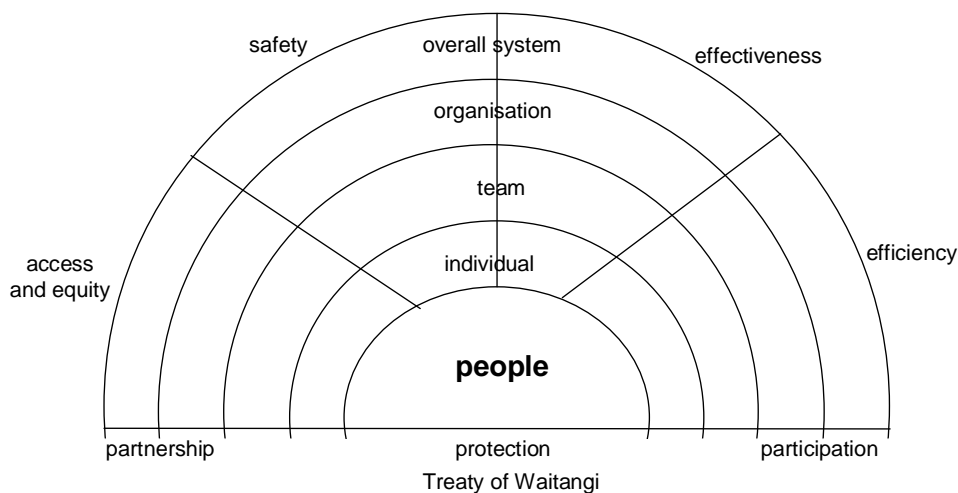 safety
overall system
effectiveness
organisation
team
access
and equity
individual
efficiency
people
partnership
protection
participation
Treaty of Waitangi